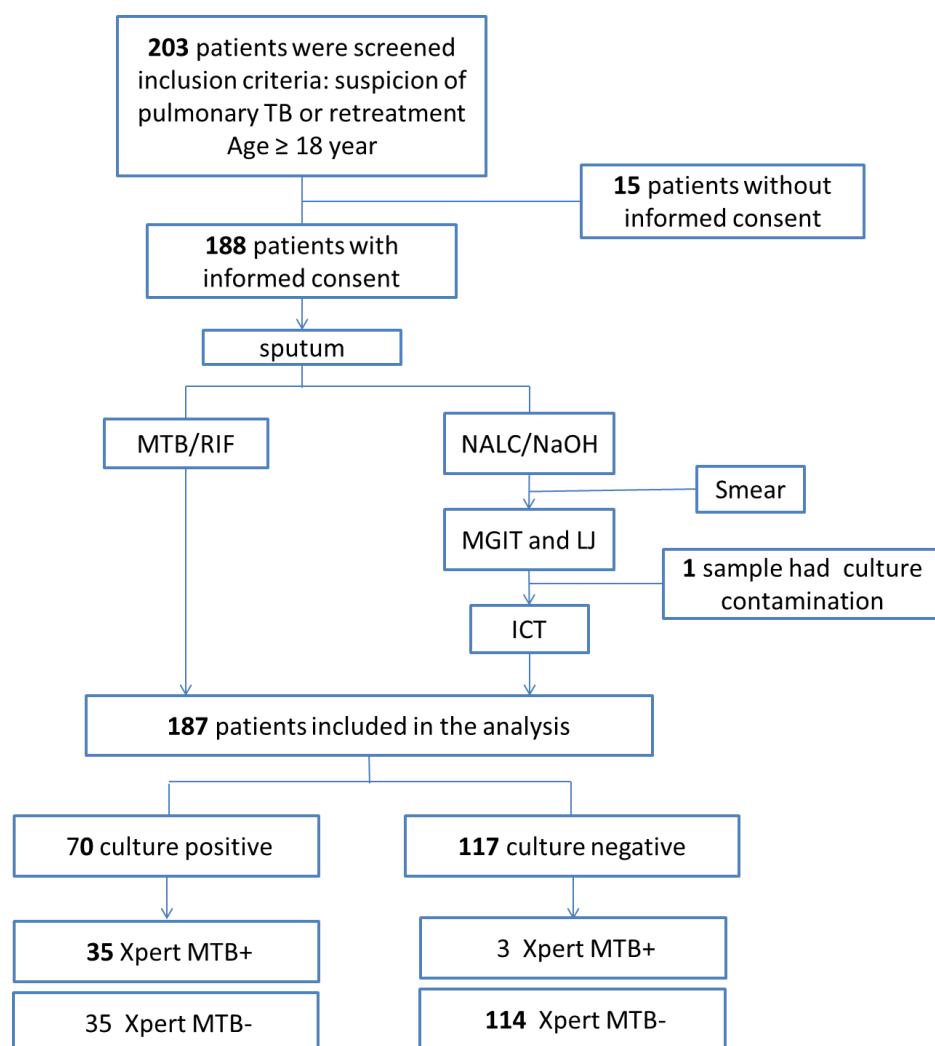 203 patients were screened
inclusion criteria: suspicion of
pulmonary TB or retreatment
Age ≥ 18 year
15 patients without
informed consent
188 patients with
informed consent
sputum
MTB/RIF
NALC/NaOH
Smear
MGIT and LJ
1 sample had culture
contamination
ICT
187 patients included in the analysis
70 culture positive
117 culture negative
35 Xpert MTB+
3 Xpert MTB+
35 Xpert MTB-
114 Xpert MTB-